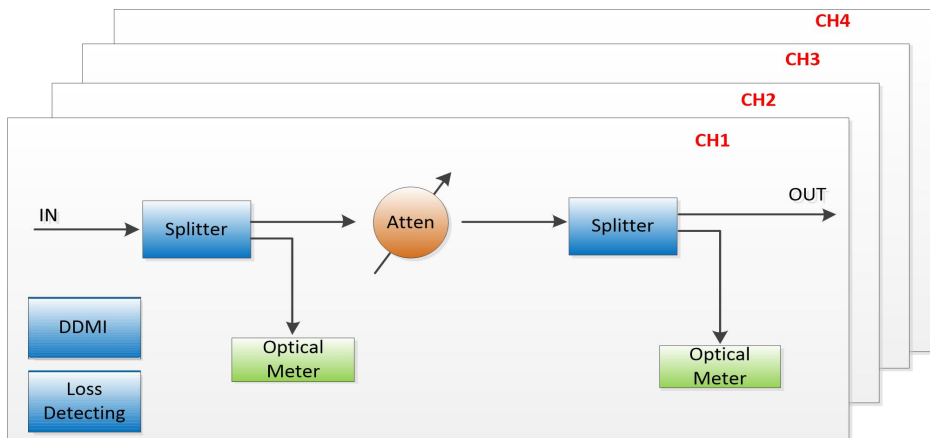 CH4
CH3
CH2
CH1
IN
Splitter
Atten
Splitter
OUT
DDMI
Optical
Meter
Optical
Meter
Loss
Detecting